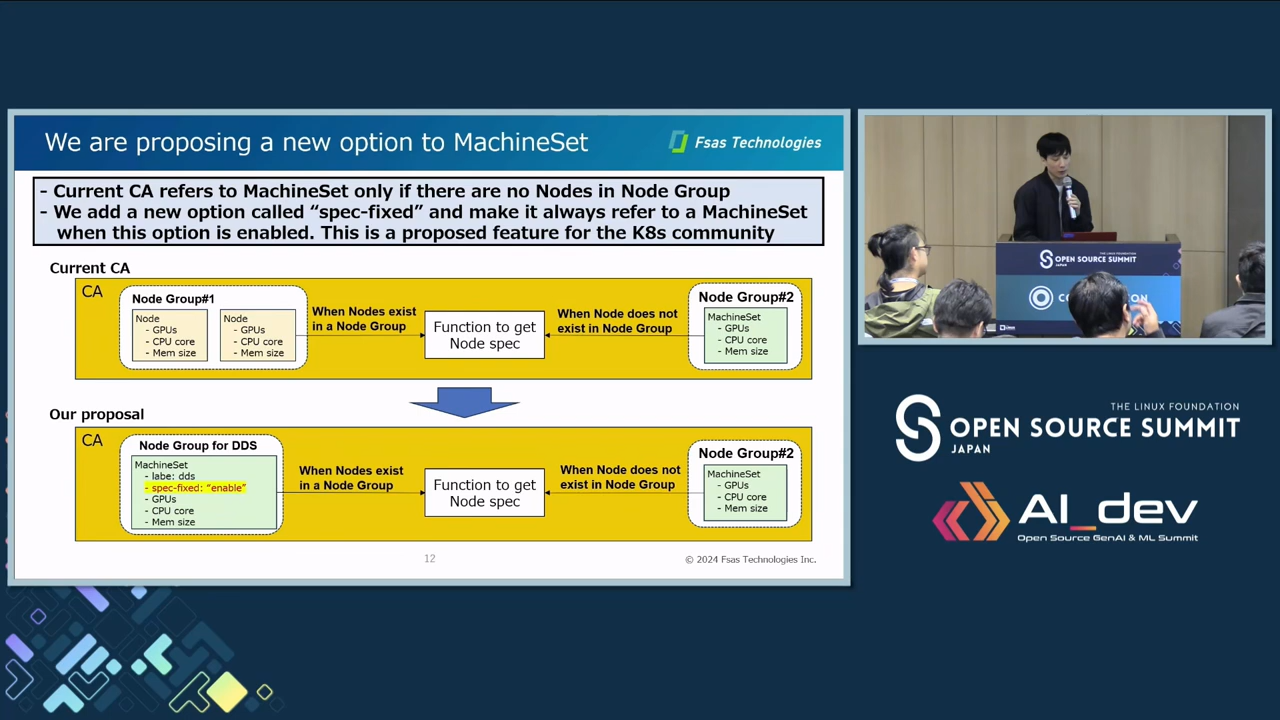 We are proposing a new option to MachineSet
Fsas Technologies
- Current CA refers to MachineSet only if there are no Nodes in Node Group
- We add a new option called “spec-fixed” and make it always refer to a MachineSet
when this option is enabled. This is a proposed feature for the K8s community
Current CA
CA
Node Group#1
Node
- GPUs
- CPU core
- Mem size
Node
- GPUs
- CPU core
- Mem size
When Nodes exist
in a Node Group
Function to get
Node spec
When Node does not
exist in Node Group
Node Group#2
MachineSet
- GPUs
- CPU core
- Mem size
Our proposal
CA
Node Group for DDS
MachineSet
- labe: dds
- spec-fixed: “enable”
- GPUs
- CPU core
- Mem size
When Nodes exist
in a Node Group
Function to get
Node spec
When Node does not
exist in Node Group
Node Group#2
MachineSet
- GPUs
- CPU core
- Mem size
12
© 2024 Fsas Technologies Inc.
THE LINUX FOUNDATION
OPEN SOURCE SUMMIT
JAPAN
THE LINUX FOUNDATION
OPEN SOURCE SUMMIT
JAPAN
AI_dev
Open Source GenAI & ML Summit